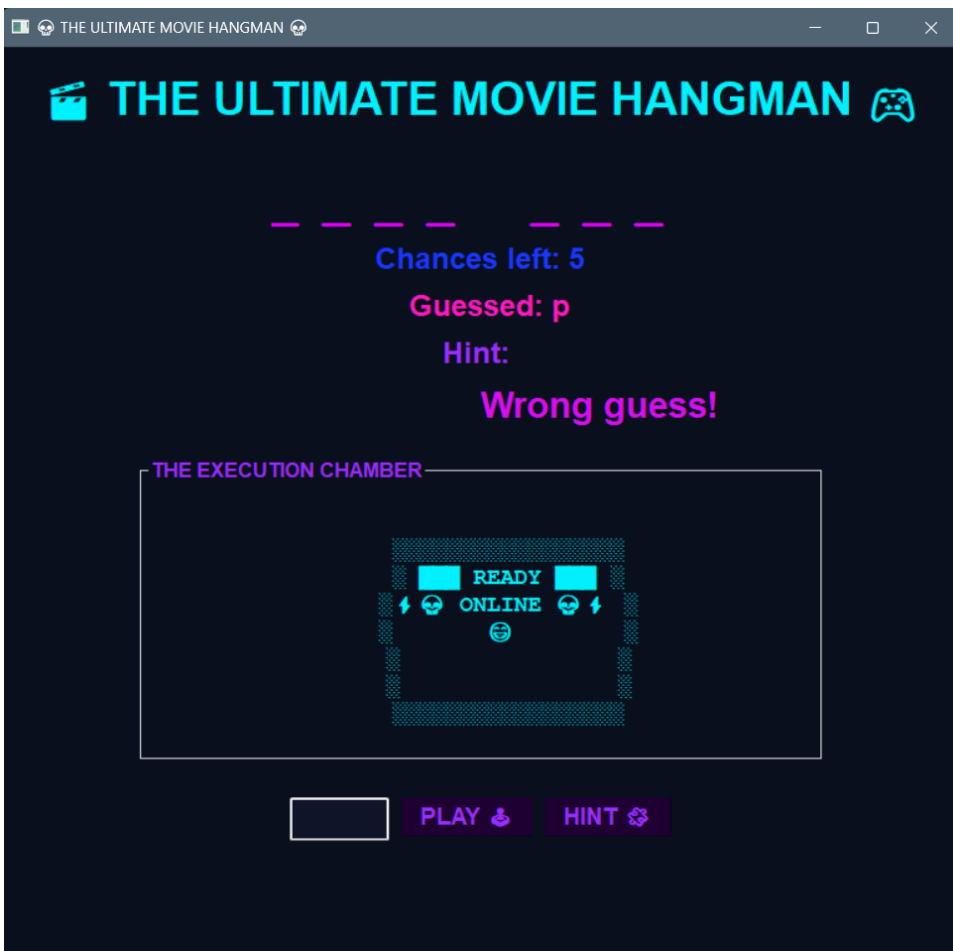 💀 THE ULTIMATE MOVIE HANGMAN 💀
🎬 THE ULTIMATE MOVIE HANGMAN 🎮
_ _ _ _   _ _ _
Chances left: 5
Guessed: p
Hint:
Wrong guess!
THE EXECUTION CHAMBER
READY
ONLINE
PLAY 🕹 HINT